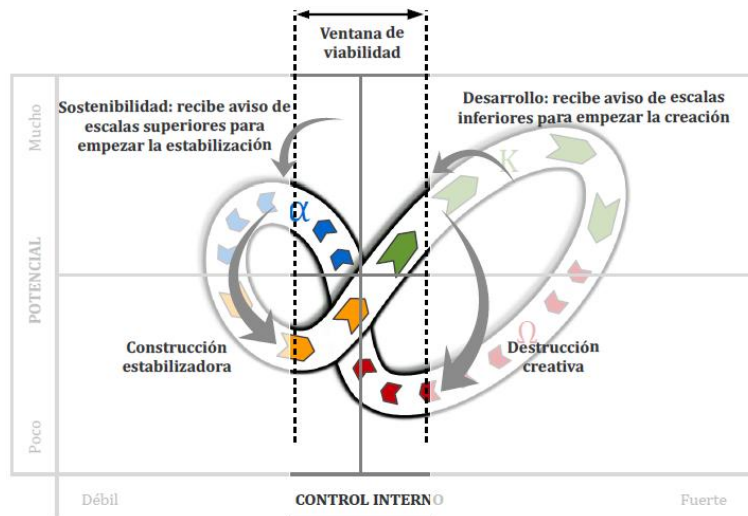 Ventana de
viabilidad
Sostenibilidad: recibe aviso de
escalas superiores para
empezar la estabilización
Desarrollo: recibe aviso de escalas
inferiores para empezar la creación
Mucho
K
α
POTENCIAL
Construcción
estabilizadora
Ω
Destrucción
creativa
Poco
Débil
CONTROL INTERNO
Fuerte